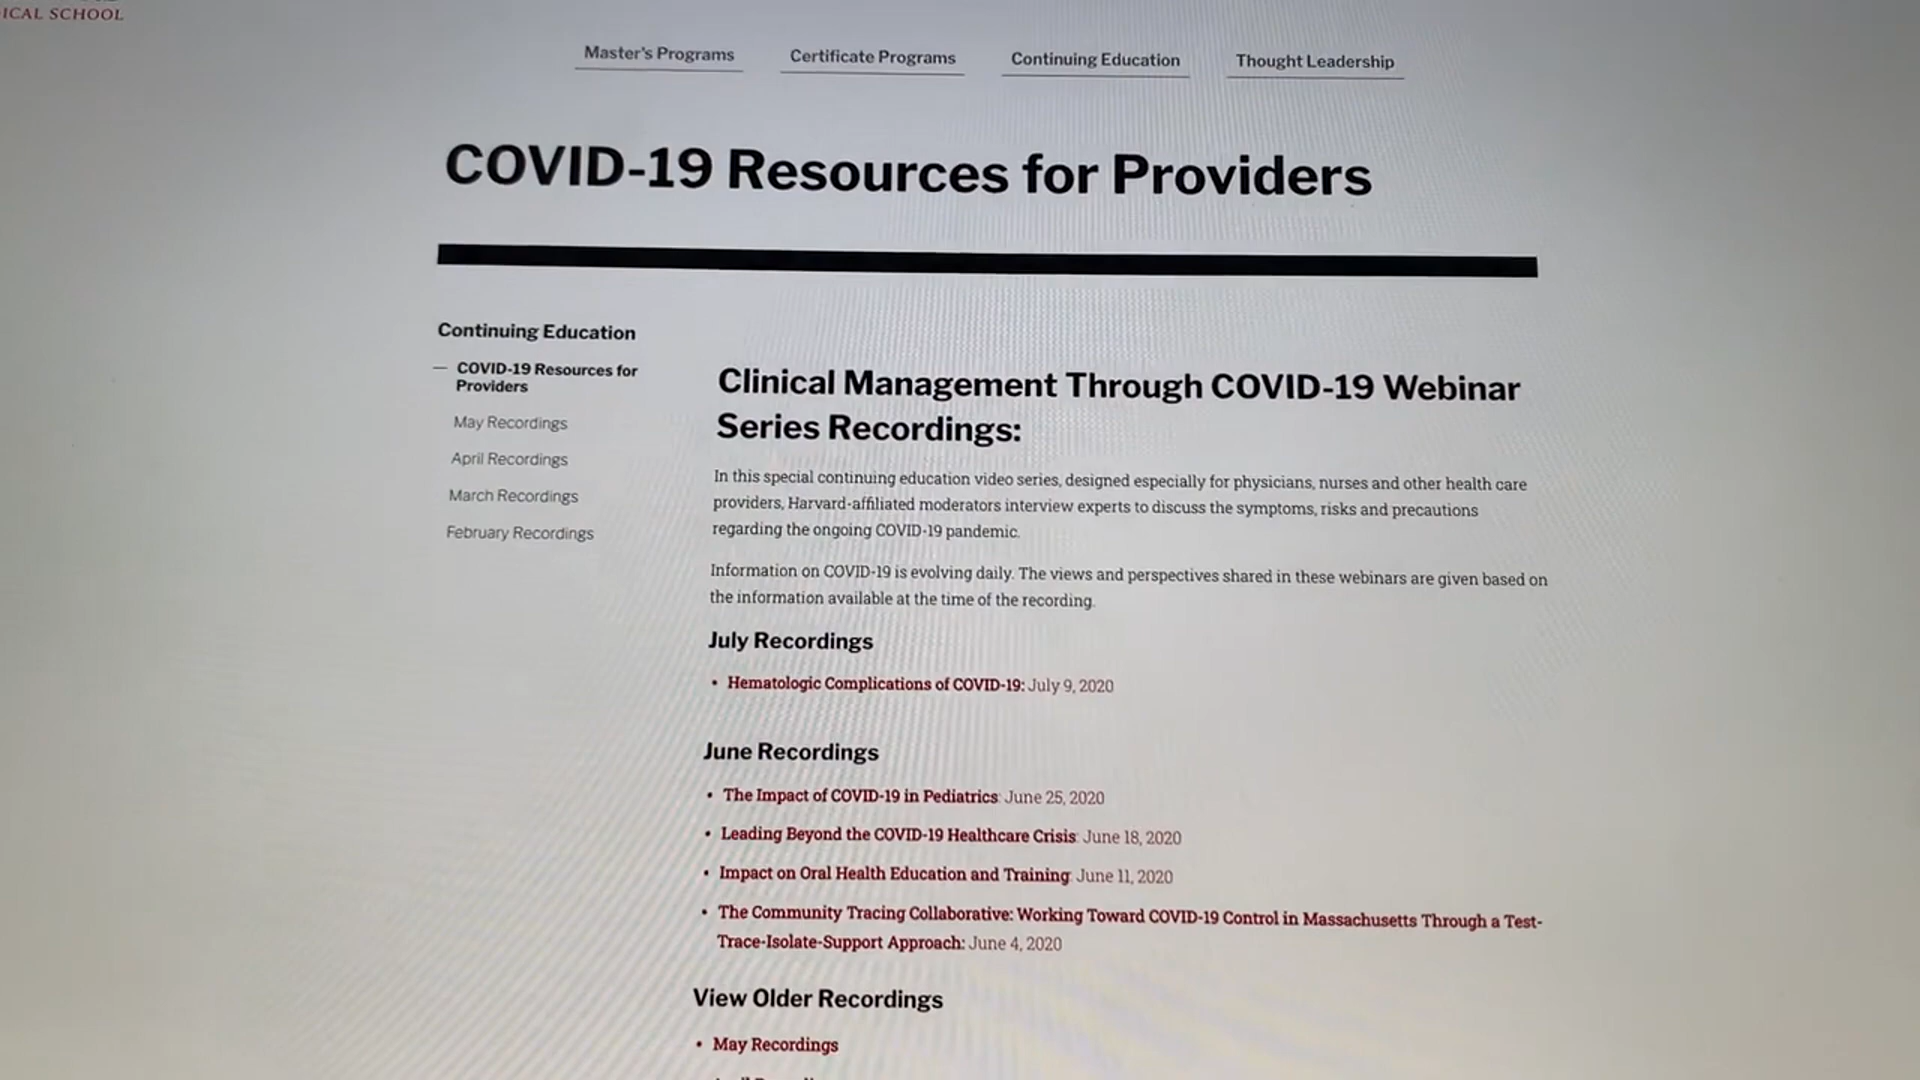 ICAL SCHOOL
Master's Programs
Certificate Programs
Continuing Education
Thought Leadership
COVID-19 Resources for Providers
Continuing Education
— COVID-19 Resources for
Providers
May Recordings
April Recordings
March Recordings
February Recordings
Clinical Management Through COVID-19 Webinar
Series Recordings:
In this special continuing education video series, designed especially for physicians, nurses and other health care
providers, Harvard-affiliated moderators interview experts to discuss the symptoms, risks and precautions
regarding the ongoing COVID-19 pandemic.
Information on COVID-19 is evolving daily. The views and perspectives shared in these webinars are given based on
the information available at the time of the recording.
July Recordings
• Hematologic Complications of COVID-19: July 9, 2020
June Recordings
• The Impact of COVID-19 in Pediatrics: June 25, 2020
• Leading Beyond the COVID-19 Healthcare Crisis: June 18, 2020
• Impact on Oral Health Education and Training: June 11, 2020
• The Community Tracing Collaborative: Working Toward COVID-19 Control in Massachusetts Through a Test-
Trace-Isolate-Support Approach: June 4, 2020
View Older Recordings
• May Recordings